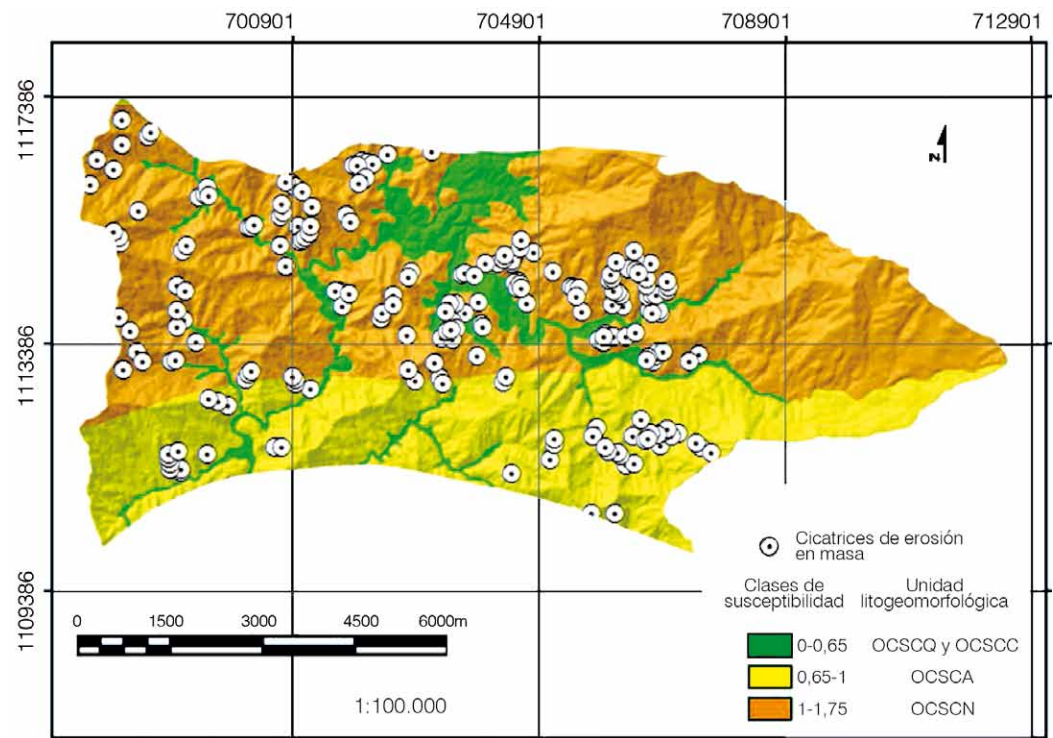 700901 704901 708901 712901
1117386
1113386
1109386
N
Cicatrices de erosión
en masa
Clases de
susceptibilidad
Unidad
litogeomorfológica
0-0,65 OCSCQ y OCSCC
0,65-1 OCSCA
1-1,75 OCSCN
0 1500 3000 4500 6000m
1:100.000